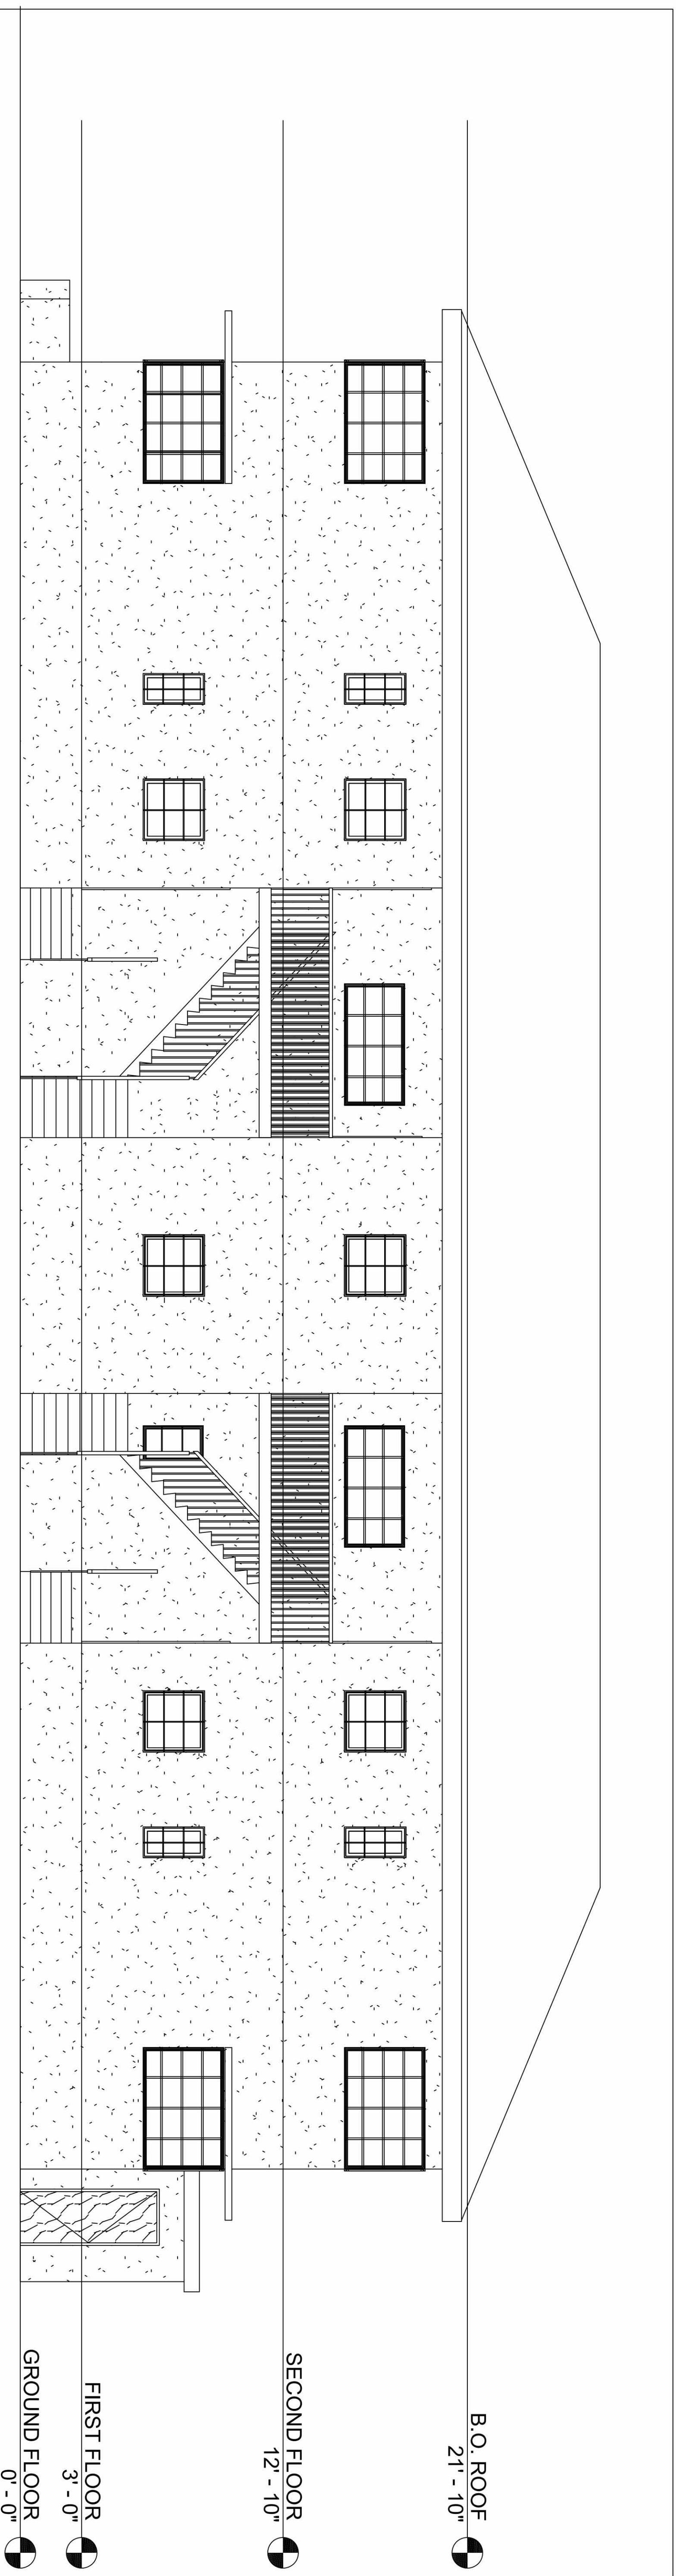 B.O. ROOF
21' - 10"
SECOND FLOOR
12' - 10"
FIRST FLOOR
3' - 0"
GROUND FLOOR
0' - 0"